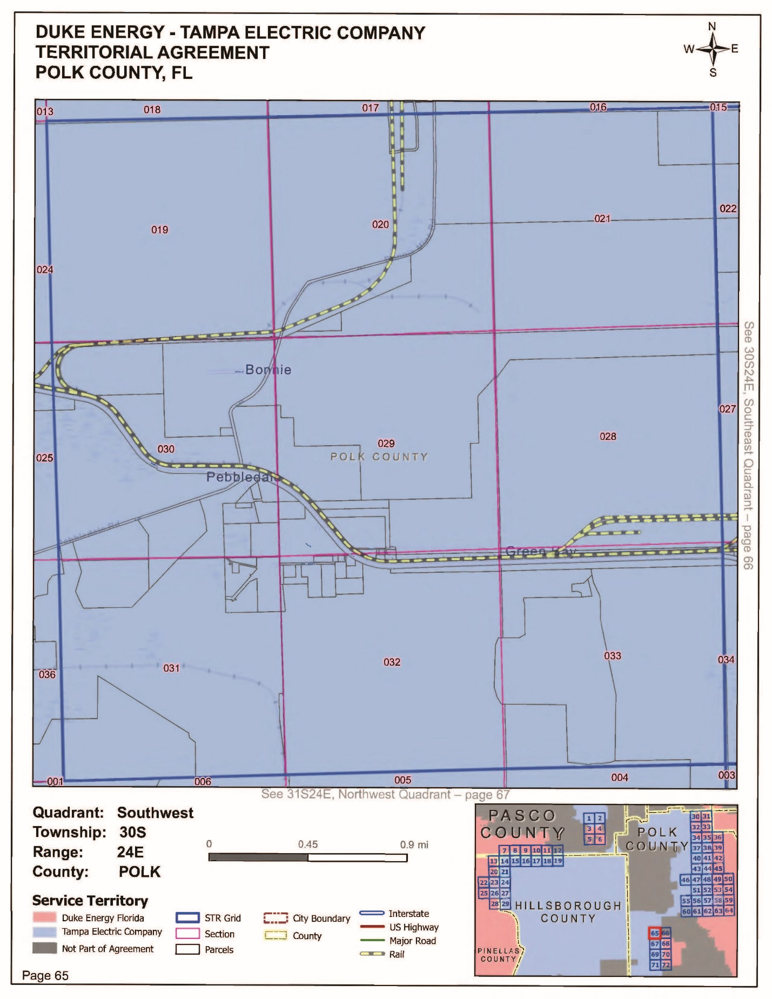 DUKE ENERGY - TAMPA ELECTRIC COMPANY
TERRITORIAL AGREEMENT
POLK COUNTY, FL
N
W E
S
013 018 017 016 015
019 020 021 022
024
Bonnie
027
028
029
POLK COUNTY
030
025
Pebbledale
Green Bay
031 032 033 034
036
001 006 005 004 003
See 30S24E, Southeast Quadrant – page 66
See 31S24E, Northwest Quadrant – page 67
Quadrant: Southwest
Township: 30S
Range: 24E
County: POLK
0 0.45 0.9 mi
Service Territory
Duke Energy Florida
Tampa Electric Company
Not Part of Agreement
STR Grid
Section
Parcels
City Boundary
County
Interstate
US Highway
Major Road
Rail
PASCO
COUNTY
POLK
COUNTY
HILLSBOROUGH
COUNTY
PINELLAS
COUNTY
1 2
3 4
5 6
7 8 9 10 11 12
13 14 15 16 17 18 19
20 21
22 23 24
25 26 27
28 29
30 31
32 33
34 35 36
37 38 39
40 41 42
43 44 45
46 47 48 49 50
51 52 53 54
55 56 57 58 59
60 61 62 63 64
65 66
67 68
69 70
71 72
Page 65